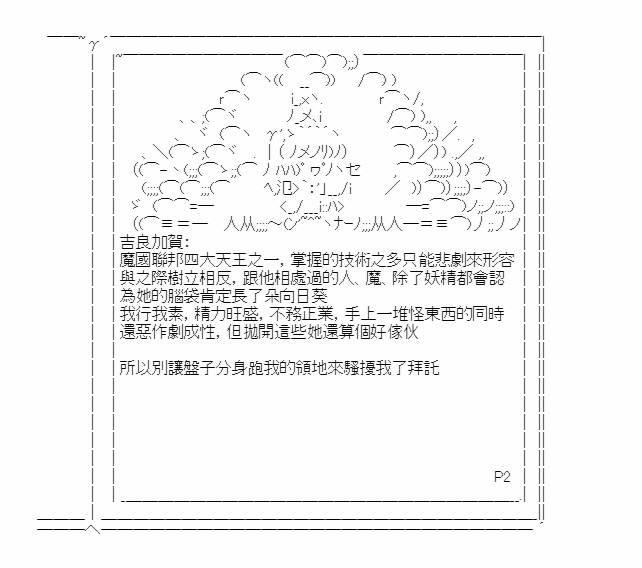 吉良加賀：
魔國聯邦四大天王之一，掌握的技術之多只能悲劇來形容
與之際樹立相反，跟他相處過的人、魔、除了妖精都會認
為她的腦袋肯定長了朵向日葵
我行我素，精力旺盛，不務正業，手上一堆怪東西的同時
還惡作劇成性，但拋開這些她還算個好傢伙
所以別讓盤子分身跑我的領地來騷擾我了拜託
P2